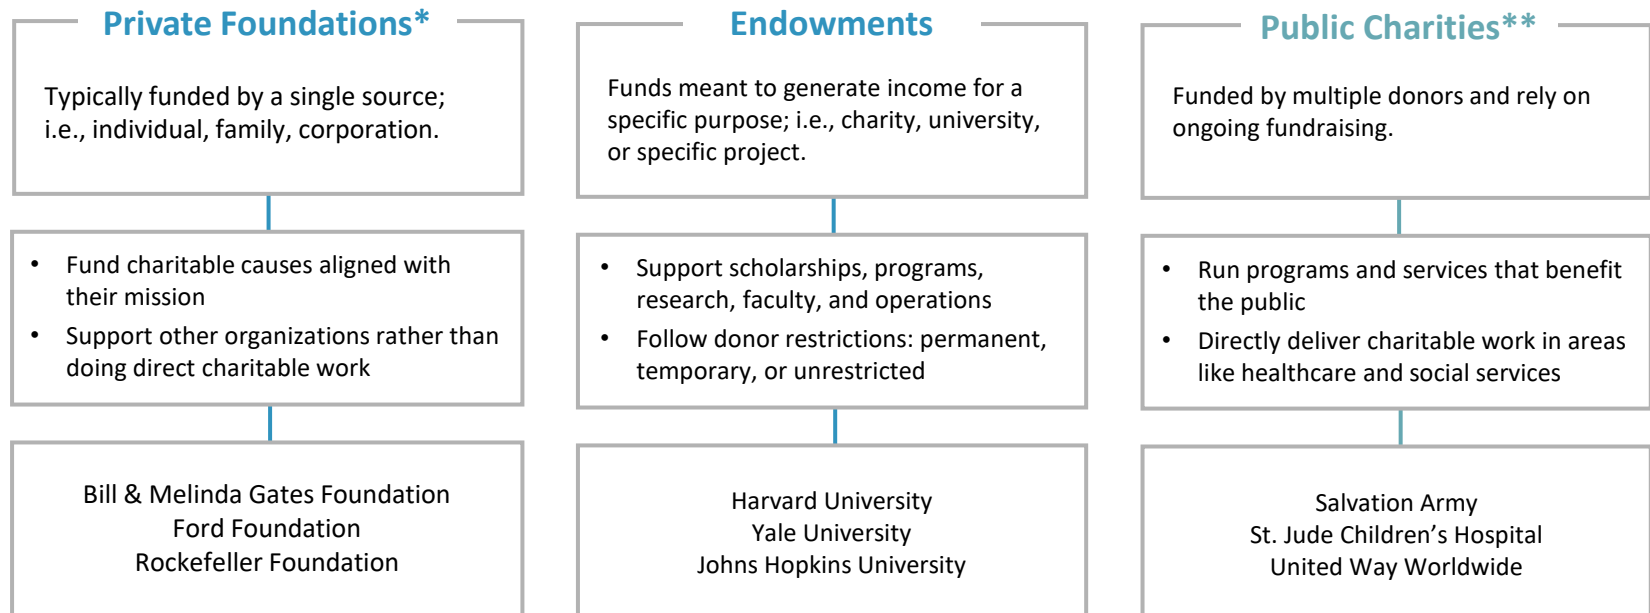 Private Foundations*
Typically funded by a single source;
i.e., individual, family, corporation.
• Fund charitable causes aligned with
their mission
• Support other organizations rather than
doing direct charitable work
Bill & Melinda Gates Foundation
Ford Foundation
Rockefeller Foundation
Endowments
Funds meant to generate income for a
specific purpose; i.e., charity, university,
or specific project.
• Support scholarships, programs,
research, faculty, and operations
• Follow donor restrictions: permanent,
temporary, or unrestricted
Harvard University
Yale University
Johns Hopkins University
Public Charities**
Funded by multiple donors and rely on
ongoing fundraising.
• Run programs and services that benefit
the public
• Directly deliver charitable work in areas
like healthcare and social services
Salvation Army
St. Jude Children’s Hospital
United Way Worldwide